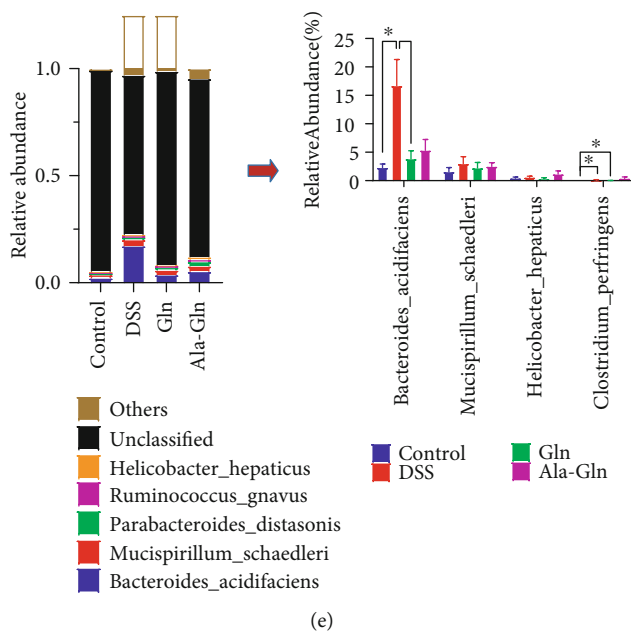 Relative abundance
1.0
0.5
0.0
Control
DSS
Gln
Ala-Gln
Others
Unclassified
Helicobacter_hepaticus
Ruminococcus_gnavus
Parabacteroides_distasonis
Mucispirillum_schaedleri
Bacteroides_acidifaciens
RelativeAbundance(%)
25
20
15
10
5
0
*
*
*
Bacteroides_acidifaciens
Mucispirillum_schaedleri
Helicobacter_hepaticus
Clostridium_perfringens
Control
DSS
Gln
Ala-Gln
(e)